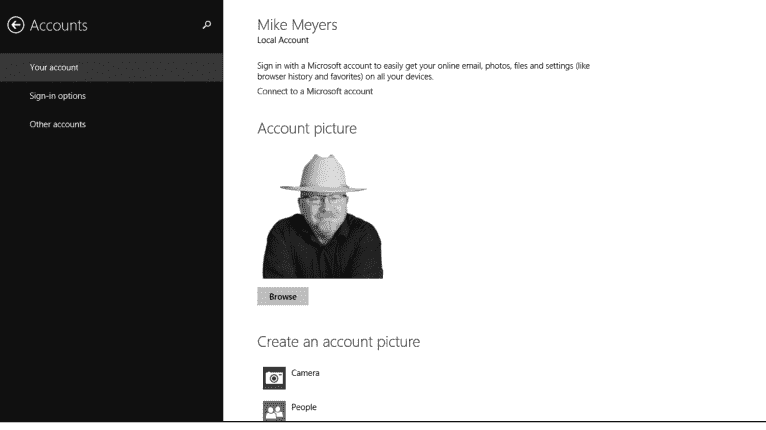 Accounts
Your account
Sign-in options
Other accounts
Mike Meyers
Local Account
Sign in with a Microsoft account to easily get your online email, photos, files and settings (like
browser history and favorites) on all your devices.
Connect to a Microsoft account
Account picture
Browse
Create an account picture
Camera
People